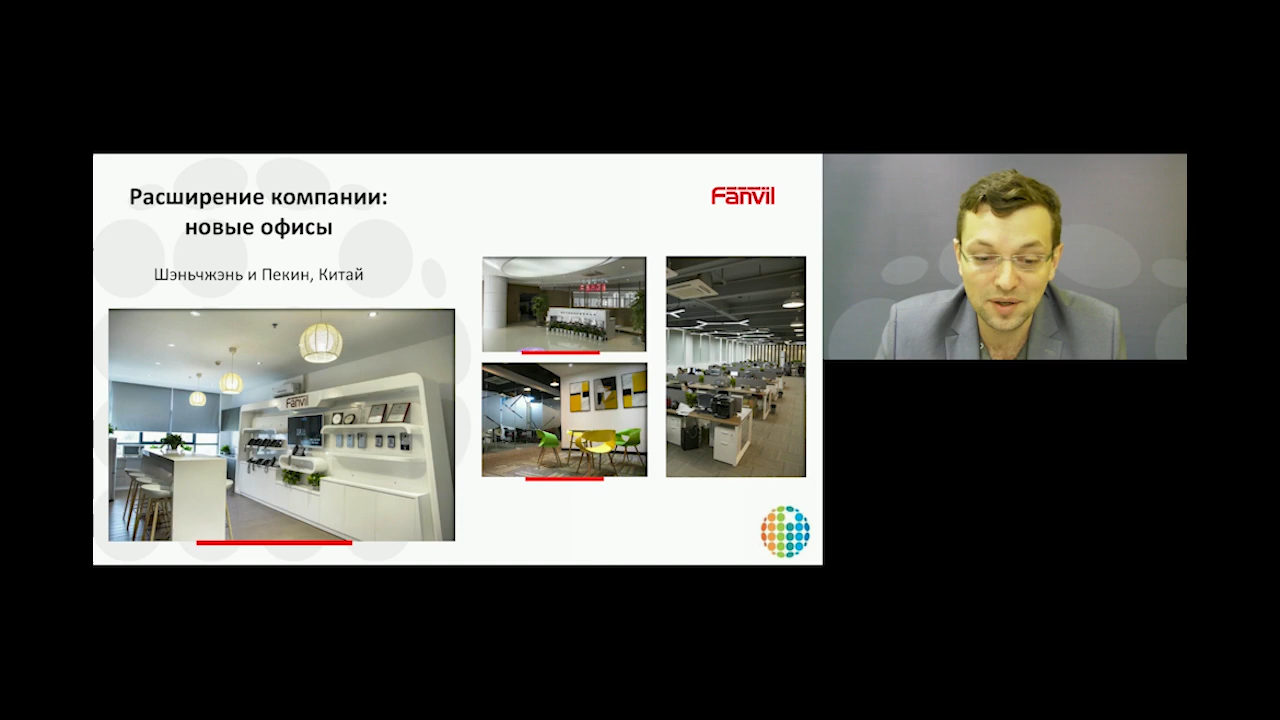 Расширение компании:
новые офисы
Шэньчжэнь и Пекин, Китай
Fanvil
Fanvil